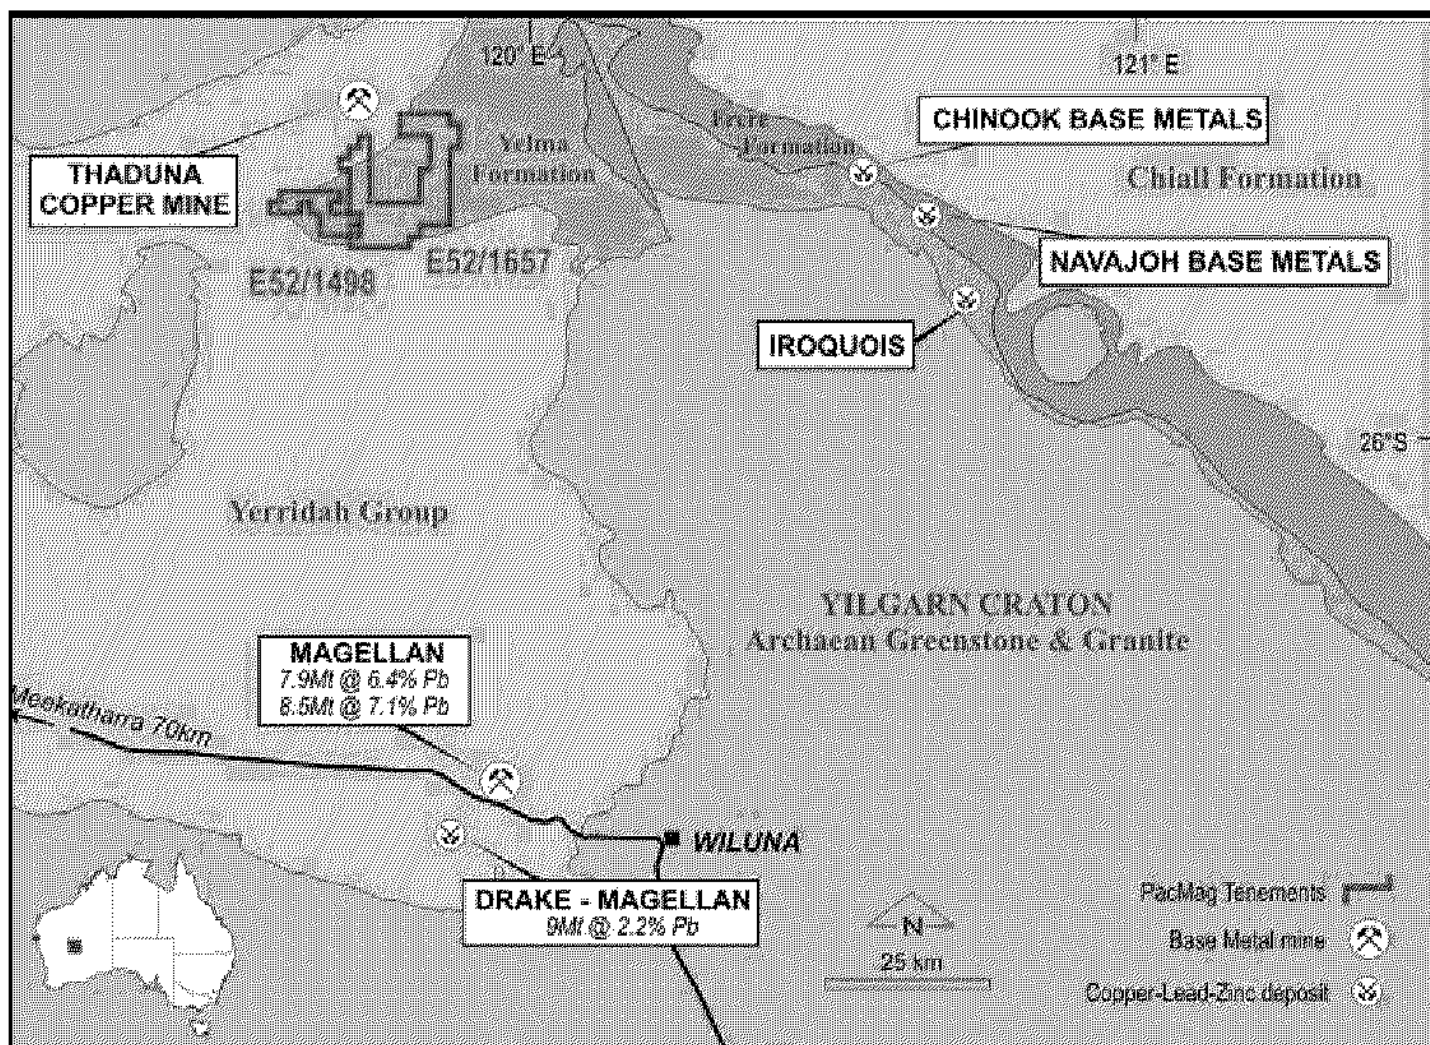 120° E
121° E
CHINOOK BASE METALS
Frere
Formation
Yelma
Formation
THADUNA
COPPER MINE
Chiall Formation
E52/1657
E52/1498
NAVAJOH BASE METALS
IROQUOIS
26°S
Yerridah Group
YILGARN CRATON
Archaean Greenstone & Granite
MAGELLAN
7.9Mt @ 6.4% Pb
8.5Mt @ 7.1% Pb
Meekatharra 70km
WILUNA
DRAKE - MAGELLAN
9Mt @ 2.2% Pb
N
25 km
PacMag Tenements
Base Metal mine
Copper-Lead-Zinc deposit